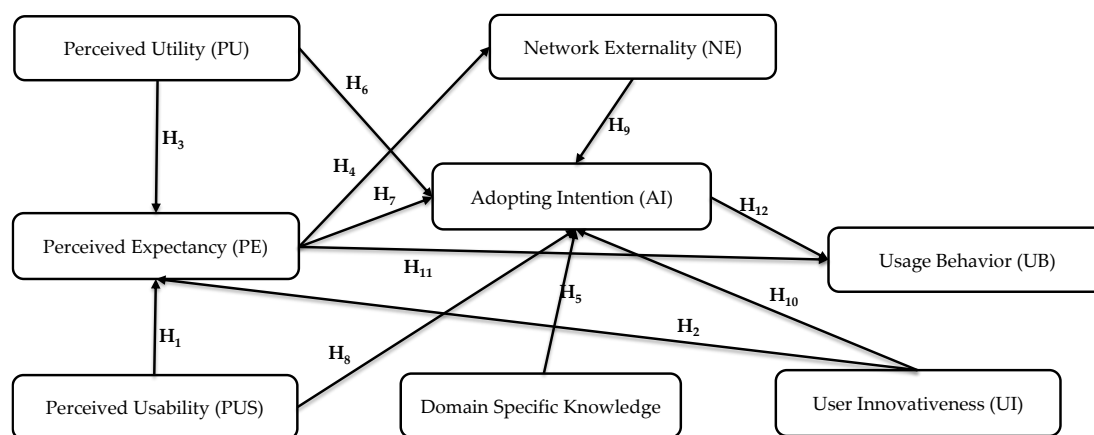 Perceived Utility (PU)
Network Externality (NE)
H6
H3
H9
H4
H7
Adopting Intention (AI)
H12
Perceived Expectancy (PE)
H11
Usage Behavior (UB)
H5
H10
H1
H2
H8
Perceived Usability (PUS)
Domain Specific Knowledge
User Innovativeness (UI)